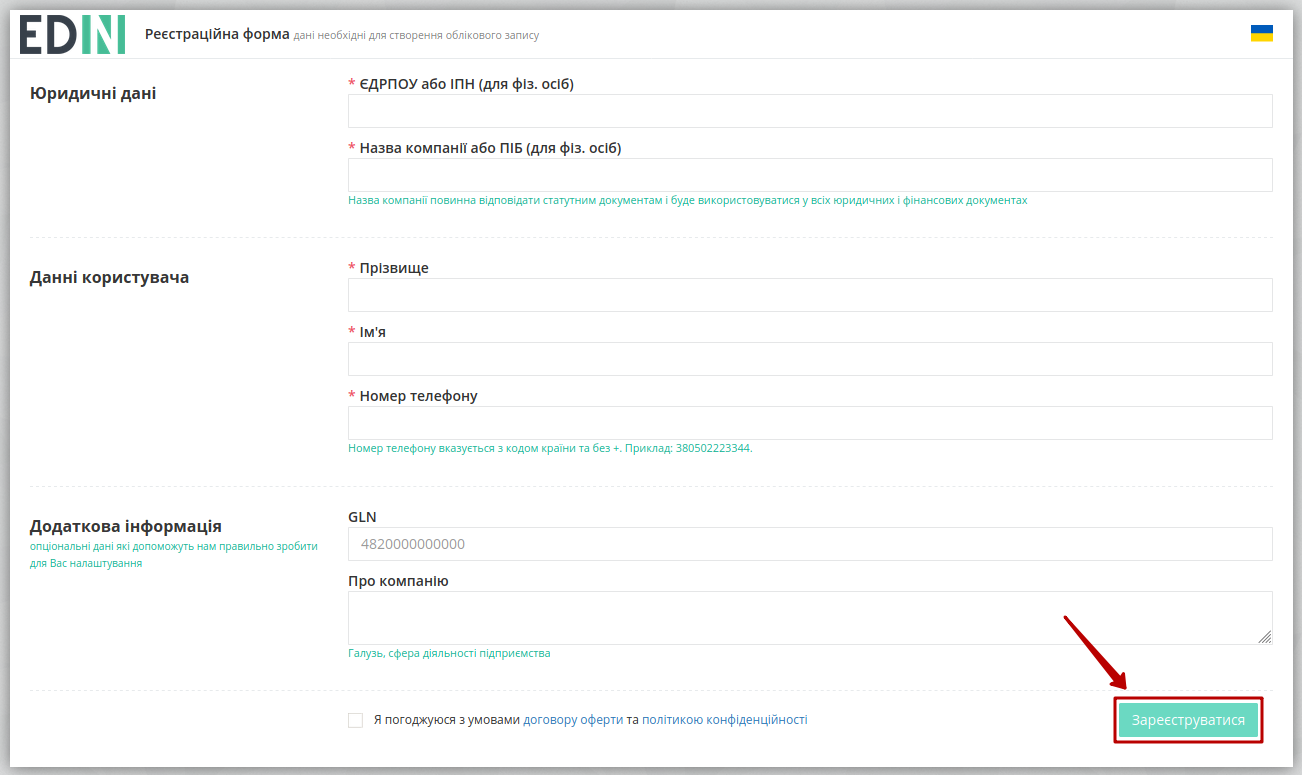 EDIN
Реєстраційна форма дані необхідні для створення облікового запису
Юридичні дані
* ЄДРПОУ або ІПН (для фіз. осіб)
* Назва компанії або ПІБ (для фіз. осіб)
Назва компанії повинна відповідати статутним документам і буде використовуватися у всіх юридичних і фінансових документах
Данні користувача
* Прізвище
* Ім'я
* Номер телефону
Номер телефону вказується з кодом країни та без +. Приклад: 380502223344.
Додаткова інформація
опціональні дані які допоможуть нам правильно зробити
для Вас налаштування
GLN
4820000000000
Про компанію
Галузь, сфера діяльності підприємства
Я погоджуюся з умовами договору оферти та політикою конфіденційності
Зареєструватися